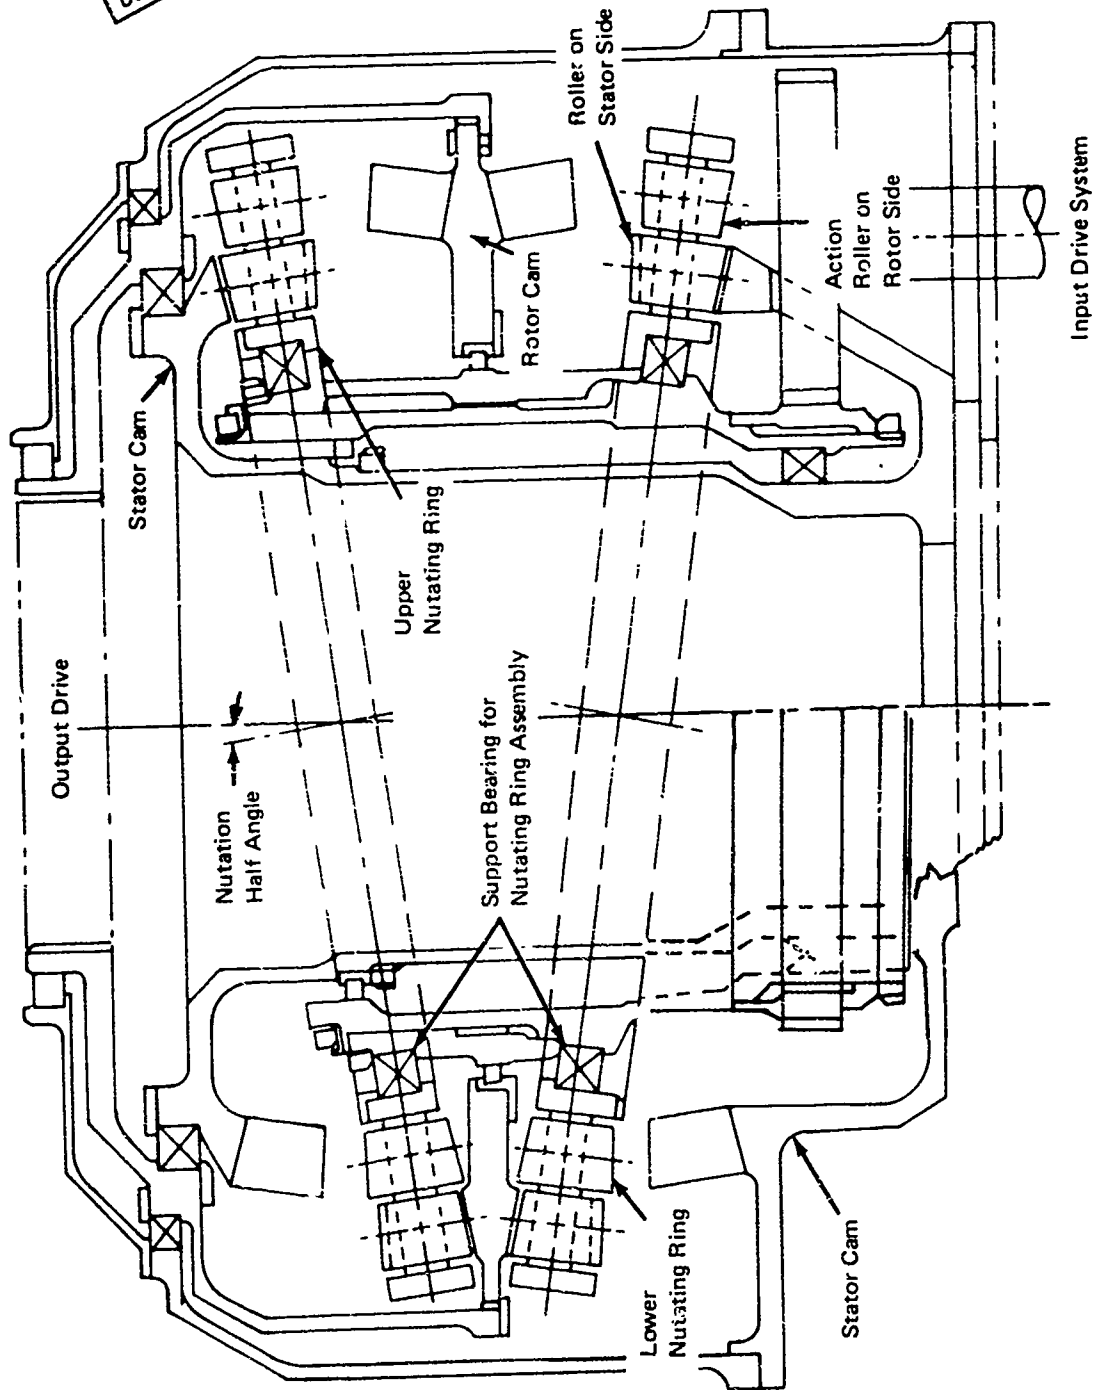 Output Drive
Nutation
Half Angle
Stator Cam
Upper
Nutating Ring
Rotor Cam
Roller on
Stator Side
Support Bearing for
Nutating Ring Assembly
Action
Roller on
Rotor Side
Input Drive System
Lower
Nutating Ring
Stator Cam